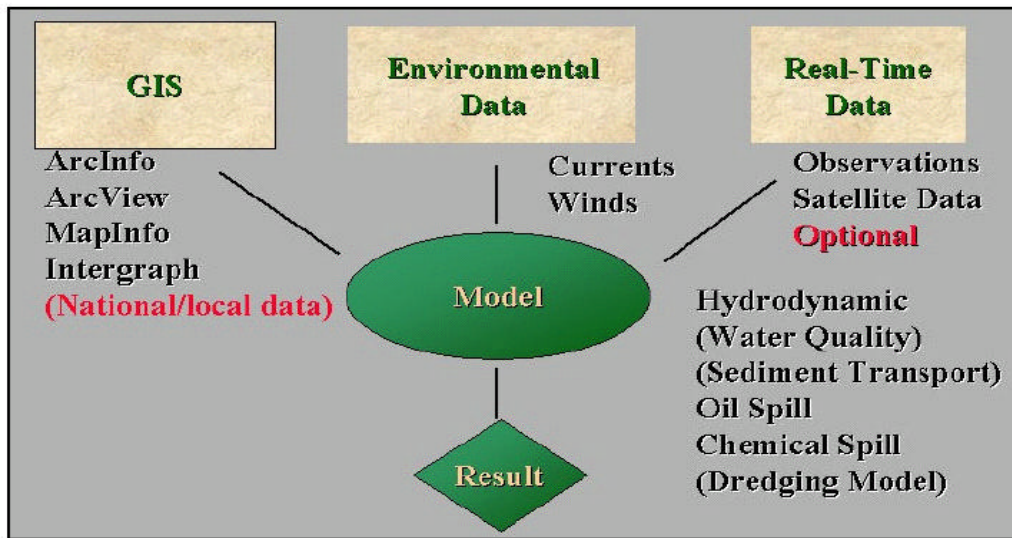 GIS
ArcInfo
ArcView
MapInfo
Intergraph
(National/local data)
Environmental
Data
Currents
Winds
Real-Time
Data
Observations
Satellite Data
Optional
Model
Hydrodynamic
(Water Quality)
(Sediment Transport)
Oil Spill
Chemical Spill
(Dredging Model)
Result